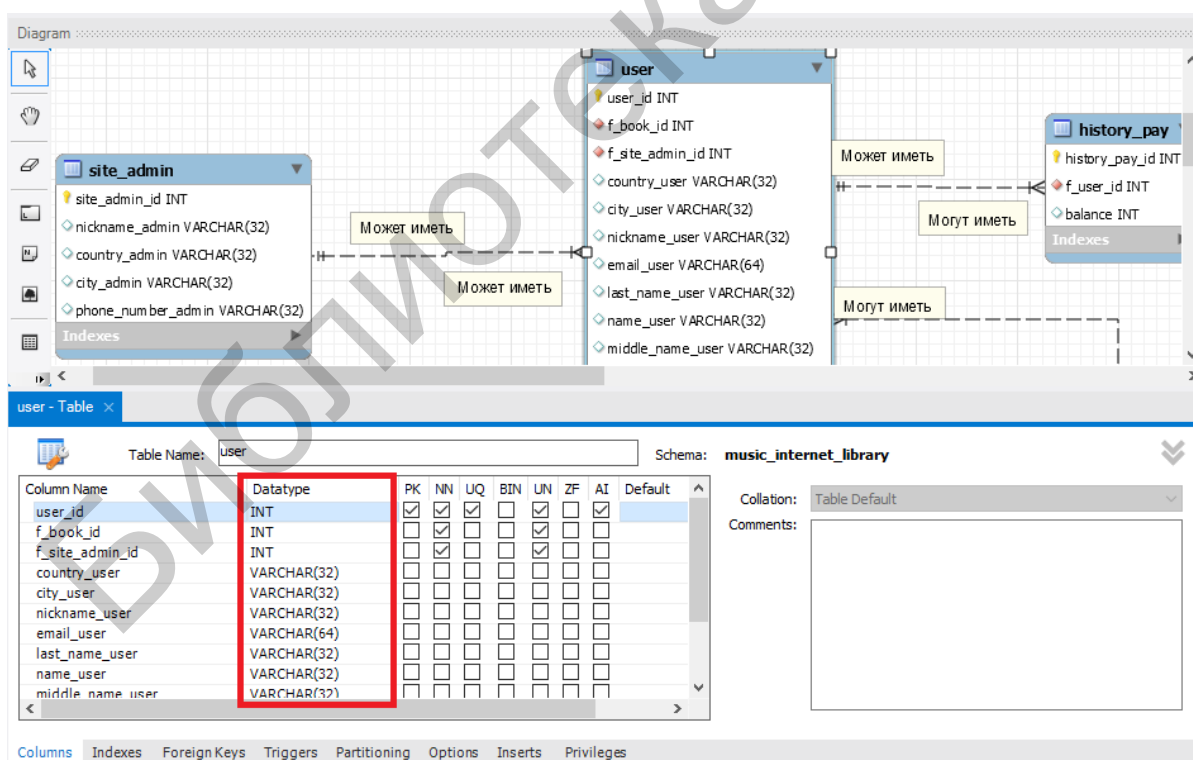 Diagram
user
user_id INT
f_book_id INT
f_site_admin_id INT
country_user VARCHAR(32)
city_user VARCHAR(32)
nickname_user VARCHAR(32)
email_user VARCHAR(64)
last_name_user VARCHAR(32)
name_user VARCHAR(32)
middle_name_user VARCHAR(32)
site_admin
site_admin_id INT
nickname_admin VARCHAR(32)
country_admin VARCHAR(32)
city_admin VARCHAR(32)
phone_number_admin VARCHAR(32)
Indexes
Может иметь
Может иметь
Может иметь
Могут иметь
Могут иметь
history_pay
history_pay_id INT
f_user_id INT
balance INT
Indexes
user - Table
Table Name: user Schema: music_internet_library
Column Name Datatype PK NN UQ BIN UN ZF AI Default
user_id INT
f_book_id INT
f_site_admin_id INT
country_user VARCHAR(32)
city_user VARCHAR(32)
nickname_user VARCHAR(32)
email_user VARCHAR(64)
last_name_user VARCHAR(32)
name_user VARCHAR(32)
middle_name_user VARCHAR(32)
Collation: Table Default
Comments:
Columns Indexes Foreign Keys Triggers Partitioning Options Inserts Privileges
Библиотека